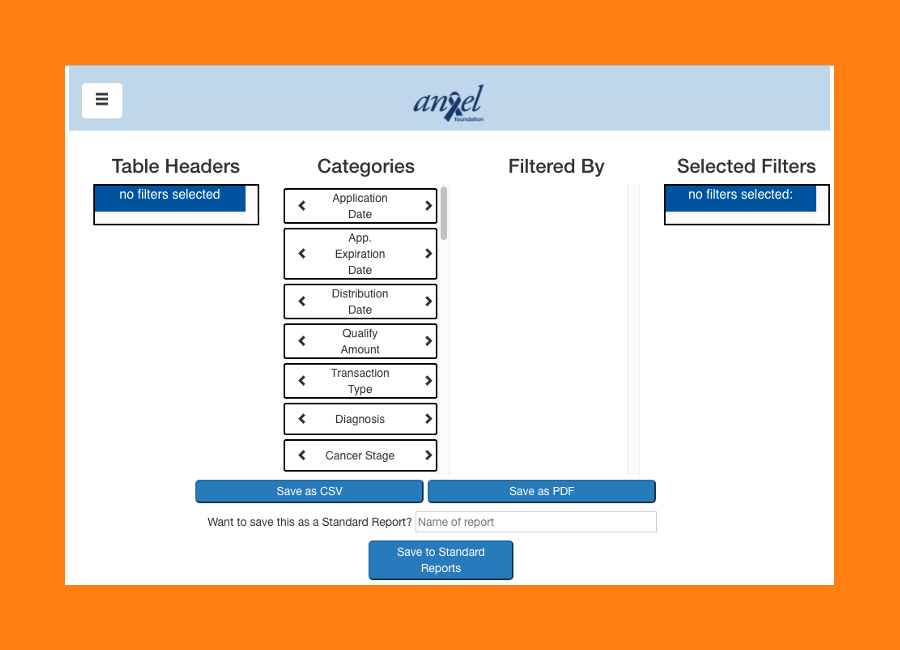 angel
foundation
Table Headers
Categories
Filtered By
Selected Filters
no filters selected
no filters selected:
Application
Date
App.
Expiration
Date
Distribution
Date
Qualify
Amount
Transaction
Type
Diagnosis
Cancer Stage
Save as CSV
Save as PDF
Want to save this as a Standard Report? Name of report
Save to Standard
Reports